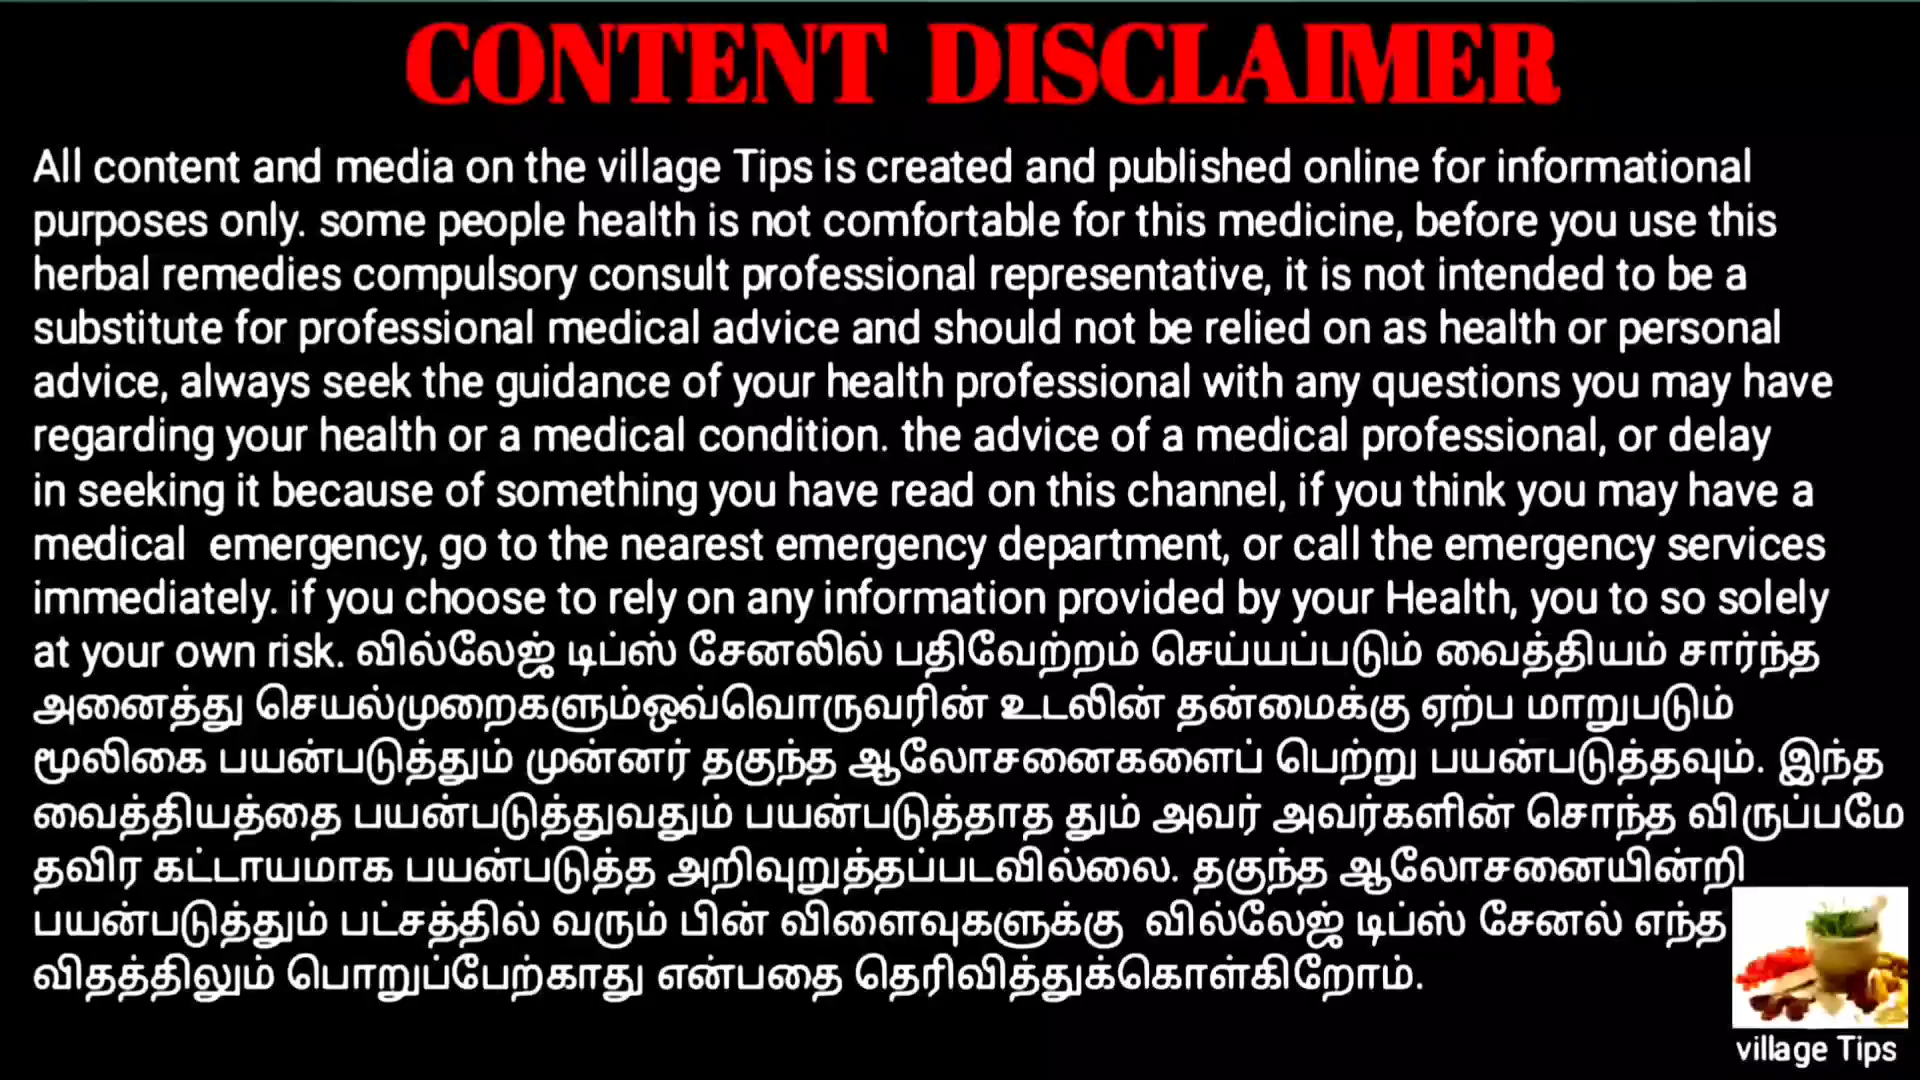 CONTENT DISCLAIMER
All content and media on the village Tips is created and published online for informational
purposes only. some people health is not comfortable for this medicine, before you use this
herbal remedies compulsory consult professional representative, it is not intended to be a
substitute for professional medical advice and should not be relied on as health or personal
advice, always seek the guidance of your health professional with any questions you may have
regarding your health or a medical condition. the advice of a medical professional, or delay
in seeking it because of something you have read on this channel, if you think you may have a
medical  emergency, go to the nearest emergency department, or call the emergency services
immediately. if you choose to rely on any information provided by your Health, you to so solely
at your own risk. வில்லேஜ் டிப்ஸ் சேனலில் பதிவேற்றம் செய்யப்படும் வைத்தியம் சார்ந்த
அனைத்து செயல்முறைகளும்ஒவ்வொருவரின் உடலின் தன்மைக்கு ஏற்ப மாறுபடும்
மூலிகை பயன்படுத்தும் முன்னர் தகுந்த ஆலோசனைகளைப் பெற்று பயன்படுத்தவும். இந்த
வைத்தியத்தை பயன்படுத்துவதும் பயன்படுத்தாத தும் அவர் அவர்களின் சொந்த விருப்பமே
தவிர கட்டாயமாக பயன்படுத்த அறிவுறுத்தப்படவில்லை. தகுந்த ஆலோசனையின்றி
பயன்படுத்தும் பட்சத்தில் வரும் பின் விளைவுகளுக்கு  வில்லேஜ் டிப்ஸ் சேனல் எந்த
விதத்திலும் பொறுப்பேற்காது என்பதை தெரிவித்துக்கொள்கிறோம்.
village Tips